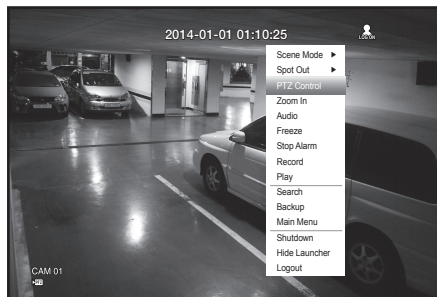 2014-01-01 01:10:25
LOG ON
Scene Mode
Spot Out
PTZ Control
Zoom In
Audio
Freeze
Stop Alarm
Record
Play
Search
Backup
Main Menu
Shutdown
Hide Launcher
Logout
CAM 01